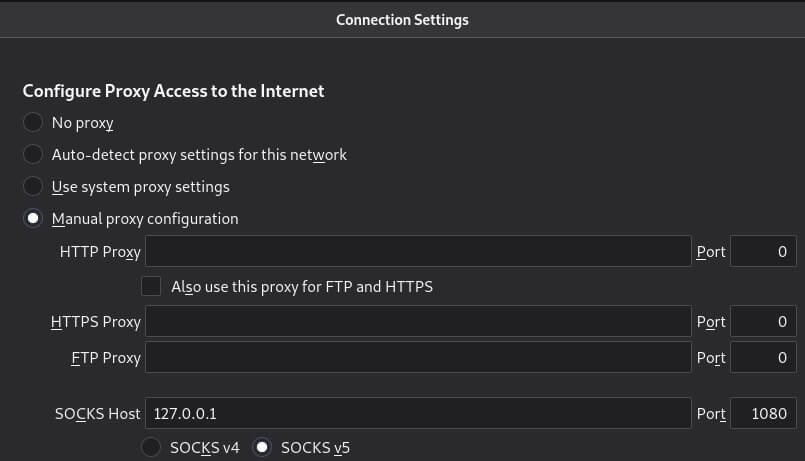 Connection Settings
Configure Proxy Access to the Internet
No proxy
Auto-detect proxy settings for this network
Use system proxy settings
Manual proxy configuration
HTTP Proxy Port 0
Also use this proxy for FTP and HTTPS
HTTPS Proxy Port 0
FTP Proxy Port 0
SOCKS Host 127.0.0.1 Port 1080
SOCKS v4 SOCKS v5